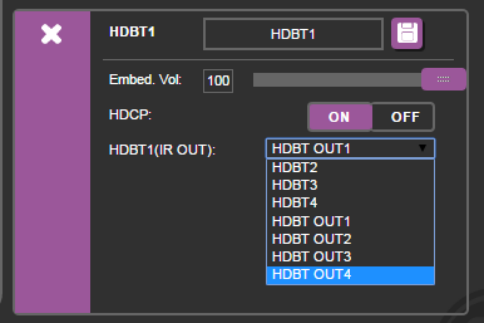 HDBT1 HDBT1
Embed. Vol: 100
HDCP: ON OFF
HDBT1(IR OUT): HDBT OUT1
HDBT2
HDBT3
HDBT4
HDBT OUT1
HDBT OUT2
HDBT OUT3
HDBT OUT4